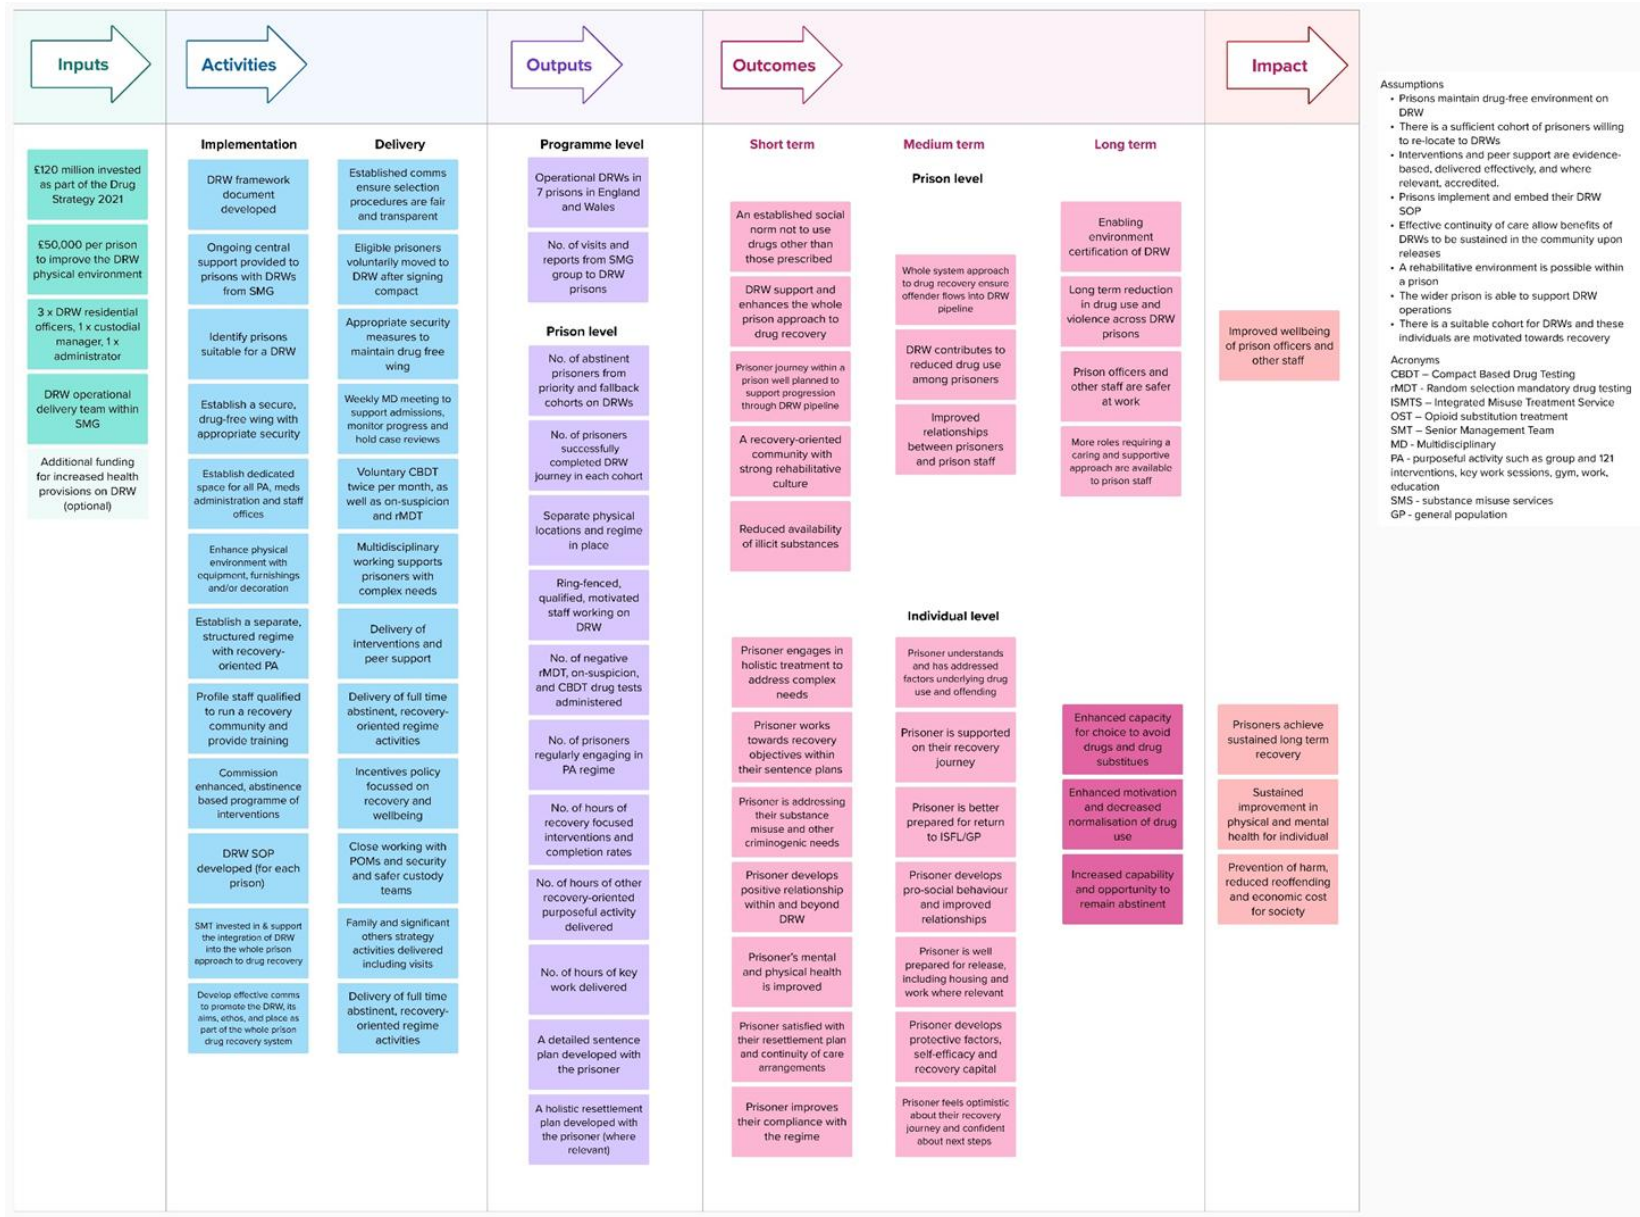 Inputs
Activities
Outputs
Outcomes
Impact
£120 million invested
as part of the Drug
Strategy 2021
£50,000 per prison
to improve the DRW
physical environment
3 x DRW residential
officers, 1 x custodial
manager, 1 x
administrator
DRW operational
delivery team within
SMG
Additional funding
for increased health
provisions on DRW
(optional)
Implementation
DRW framework
document
developed
Ongoing central
support provided to
prisons with DRWs
from SMG
Identify prisons
suitable for a DRW
Establish a secure,
drug-free wing with
appropriate security
Establish dedicated
space for all PA, meds
administration and staff
offices
Enhance physical
environment with
equipment, furnishings
and/or decoration
Establish a separate,
structured regime
with recovery-
oriented PA
Profile staff qualified
to run a recovery
community and
provide training
Commission
enhanced, abstinence
based programme of
interventions
DRW SOP
developed (for each
prison)
SMT invested in & support
the integration of DRW
into the whole prison
approach to drug recovery
Develop effective comms
to promote the DRW, its
aims, ethos, and place as
part of the whole prison
drug recovery system
Delivery
Established comms
ensure selection
procedures are fair
and transparent
Eligible prisoners
voluntarily moved to
DRW after signing
compact
Appropriate security
measures to
maintain drug free
wing
Weekly MD meeting to
support admissions,
monitor progress and
hold case reviews
Voluntary CBDT
twice per month, as
well as on-suspicion
and rMDT
Multidisciplinary
working supports
prisoners with
complex needs
Delivery of
interventions and
peer support
Delivery of full time
abstinent, recovery-
oriented regime
activities
Incentives policy
focussed on
recovery and
wellbeing
Close working with
POMs and security
and safer custody
teams
Family and significant
others strategy
activities delivered
including visits
Delivery of full time
abstinent, recovery-
oriented regime
activities
Programme level
Operational DRWs in
7 prisons in England
and Wales
No. of visits and
reports from SMG
group to DRW
prisons
Prison level
No. of abstinent
prisoners from
priority and fallback
cohorts on DRWs
No. of prisoners
successfully
completed DRW
journey in each cohort
Separate physical
locations and regime
in place
Ring-fenced,
qualified, motivated
staff working on
DRW
No. of negative
rMDT, on-suspicion,
and CBDT drug tests
administered
No. of prisoners
regularly engaging in
PA regime
No. of hours of
recovery focused
interventions and
completion rates
No. of hours of other
recovery-oriented
purposeful activity
delivered
No. of hours of key
work delivered
A detailed sentence
plan developed with
the prisoner
A holistic resettlement
plan developed with
the prisoner (where
relevant)
Short term
Medium term
Long term
Prison level
An established social
norm not to use
drugs other than
those prescribed
DRW support and
enhances the whole
prison approach to
drug recovery
Prisoner journey within a
prison well planned to
support progression
through DRW pipeline
A recovery-oriented
community with
strong rehabilitative
culture
Reduced availability
of illicit substances
Whole system approach
to drug recovery ensure
offender flows into DRW
pipeline
DRW contributes to
reduced drug use
among prisoners
Improved
relationships
between prisoners
and prison staff
Enabling
environment
certification of DRW
Long term reduction
in drug use and
violence across DRW
prisons
Prison officers and
other staff are safer
at work
More roles requiring a
caring and supportive
approach are available
to prison staff
Improved wellbeing
of prison officers and
other staff
Individual level
Prisoner engages in
holistic treatment to
address complex
needs
Prisoner works
towards recovery
objectives within
their sentence plans
Prisoner is addressing
their substance
misuse and other
criminogenic needs
Prisoner develops
positive relationship
within and beyond
DRW
Prisoner's mental
and physical health
is improved
Prisoner satisfied with
their resettlement plan
and continuity of care
arrangements
Prisoner improves
their compliance with
the regime
Prisoner understands
and has addressed
factors underlying drug
use and offending
Prisoner is supported
on their recovery
journey
Prisoner is better
prepared for return
to ISFL/GP
Prisoner develops
pro-social behaviour
and improved
relationships
Prisoner is well
prepared for release,
including housing and
work where relevant
Prisoner develops
protective factors,
self-efficacy and
recovery capital
Prisoner feels optimistic
about their recovery
journey and confident
about next steps
Enhanced capacity
for choice to avoid
drugs and drug
substitues
Enhanced motivation
and decreased
normalisation of drug
use
Increased capability
and opportunity to
remain abstinent
Prisoners achieve
sustained long term
recovery
Sustained
improvement in
physical and mental
health for individual
Prevention of harm,
reduced reoffending
and economic cost
for society
Assumptions
• Prisons maintain drug-free environment on
DRW
• There is a sufficient cohort of prisoners willing
to re-locate to DRWs
• Interventions and peer support are evidence-
based, delivered effectively, and where
relevant, accredited.
• Prisons implement and embed their DRW
SOP
• Effective continuity of care allow benefits of
DRWs to be sustained in the community upon
releases
• A rehabilitative environment is possible within
a prison
• The wider prison is able to support DRW
operations
• There is a suitable cohort for DRWs and these
individuals are motivated towards recovery
Acronyms
CBDT – Compact Based Drug Testing
rMDT - Random selection mandatory drug testing
ISMTS – Integrated Misuse Treatment Service
OST – Opioid substitution treatment
SMT – Senior Management Team
MD - Multidisciplinary
PA - purposeful activity such as group and 121
interventions, key work sessions, gym, work,
education
SMS - substance misuse services
GP - general population